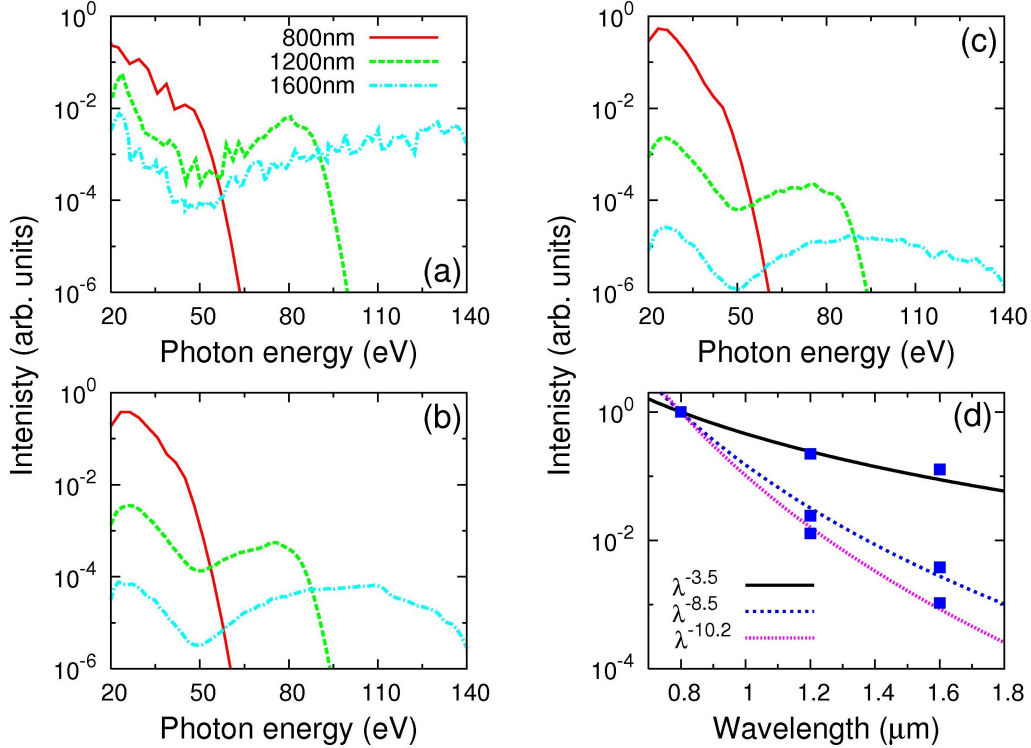 Intenisty (arb. units)
10^0
10^-2
10^-4
10^-6
800nm
1200nm
1600nm
(a)
20 50 80 110 140
Photon energy (eV)
10^0
10^-2
10^-4
10^-6
(c)
20 50 80 110 140
Photon energy (eV)
10^0
10^-2
10^-4
10^-6
(b)
20 50 80 110 140
Photon energy (eV)
Intenisty (arb. units)
10^0
10^-2
10^-4
(d)
λ^-3.5
λ^-8.5
λ^-10.2
0.8 1 1.2 1.4 1.6 1.8
Wavelength (μm)